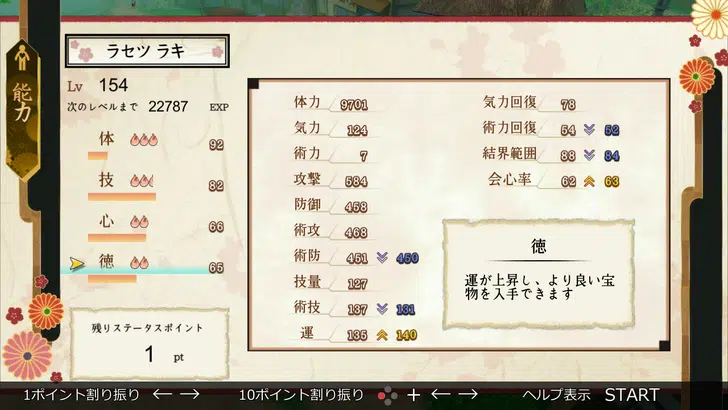 能力
ラセツ ラキ
Lv 154
次のレベルまで 22787 EXP
体 92
技 82
心 66
徳 65
残りステータスポイント
1 pt
体力 9701
気力 124
術力 7
攻撃 584
防御 458
術攻 468
術防 451 450
技量 127
術技 137 131
運 135 140
気力回復 78
術力回復 54 52
結界範囲 88 84
会心率 62 63
徳
運が上昇し、より良い宝
物を入手できます
1ポイント割り振り ←→ 10ポイント割り振り + ←→ ヘルプ表示 START